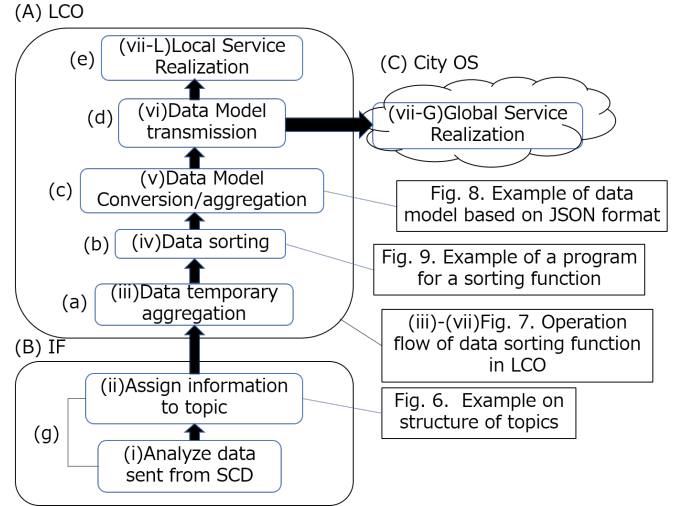 (A) LCO
(e)
(vii-L)Local Service
Realization
(C) City OS
(d)
(vi)Data Model
transmission
(vii-G)Global Service
Realization
(c)
(v)Data Model
Conversion/aggregation
Fig. 8. Example of data
model based on JSON format
(b)
(iv)Data sorting
Fig. 9. Example of a program
for a sorting function
(a)
(iii)Data temporary
aggregation
(iii)-(vii)Fig. 7. Operation
flow of data sorting function
in LCO
(B) IF
(ii)Assign information
to topic
Fig. 6. Example on
structure of topics
(g)
(i)Analyze data
sent from SCD